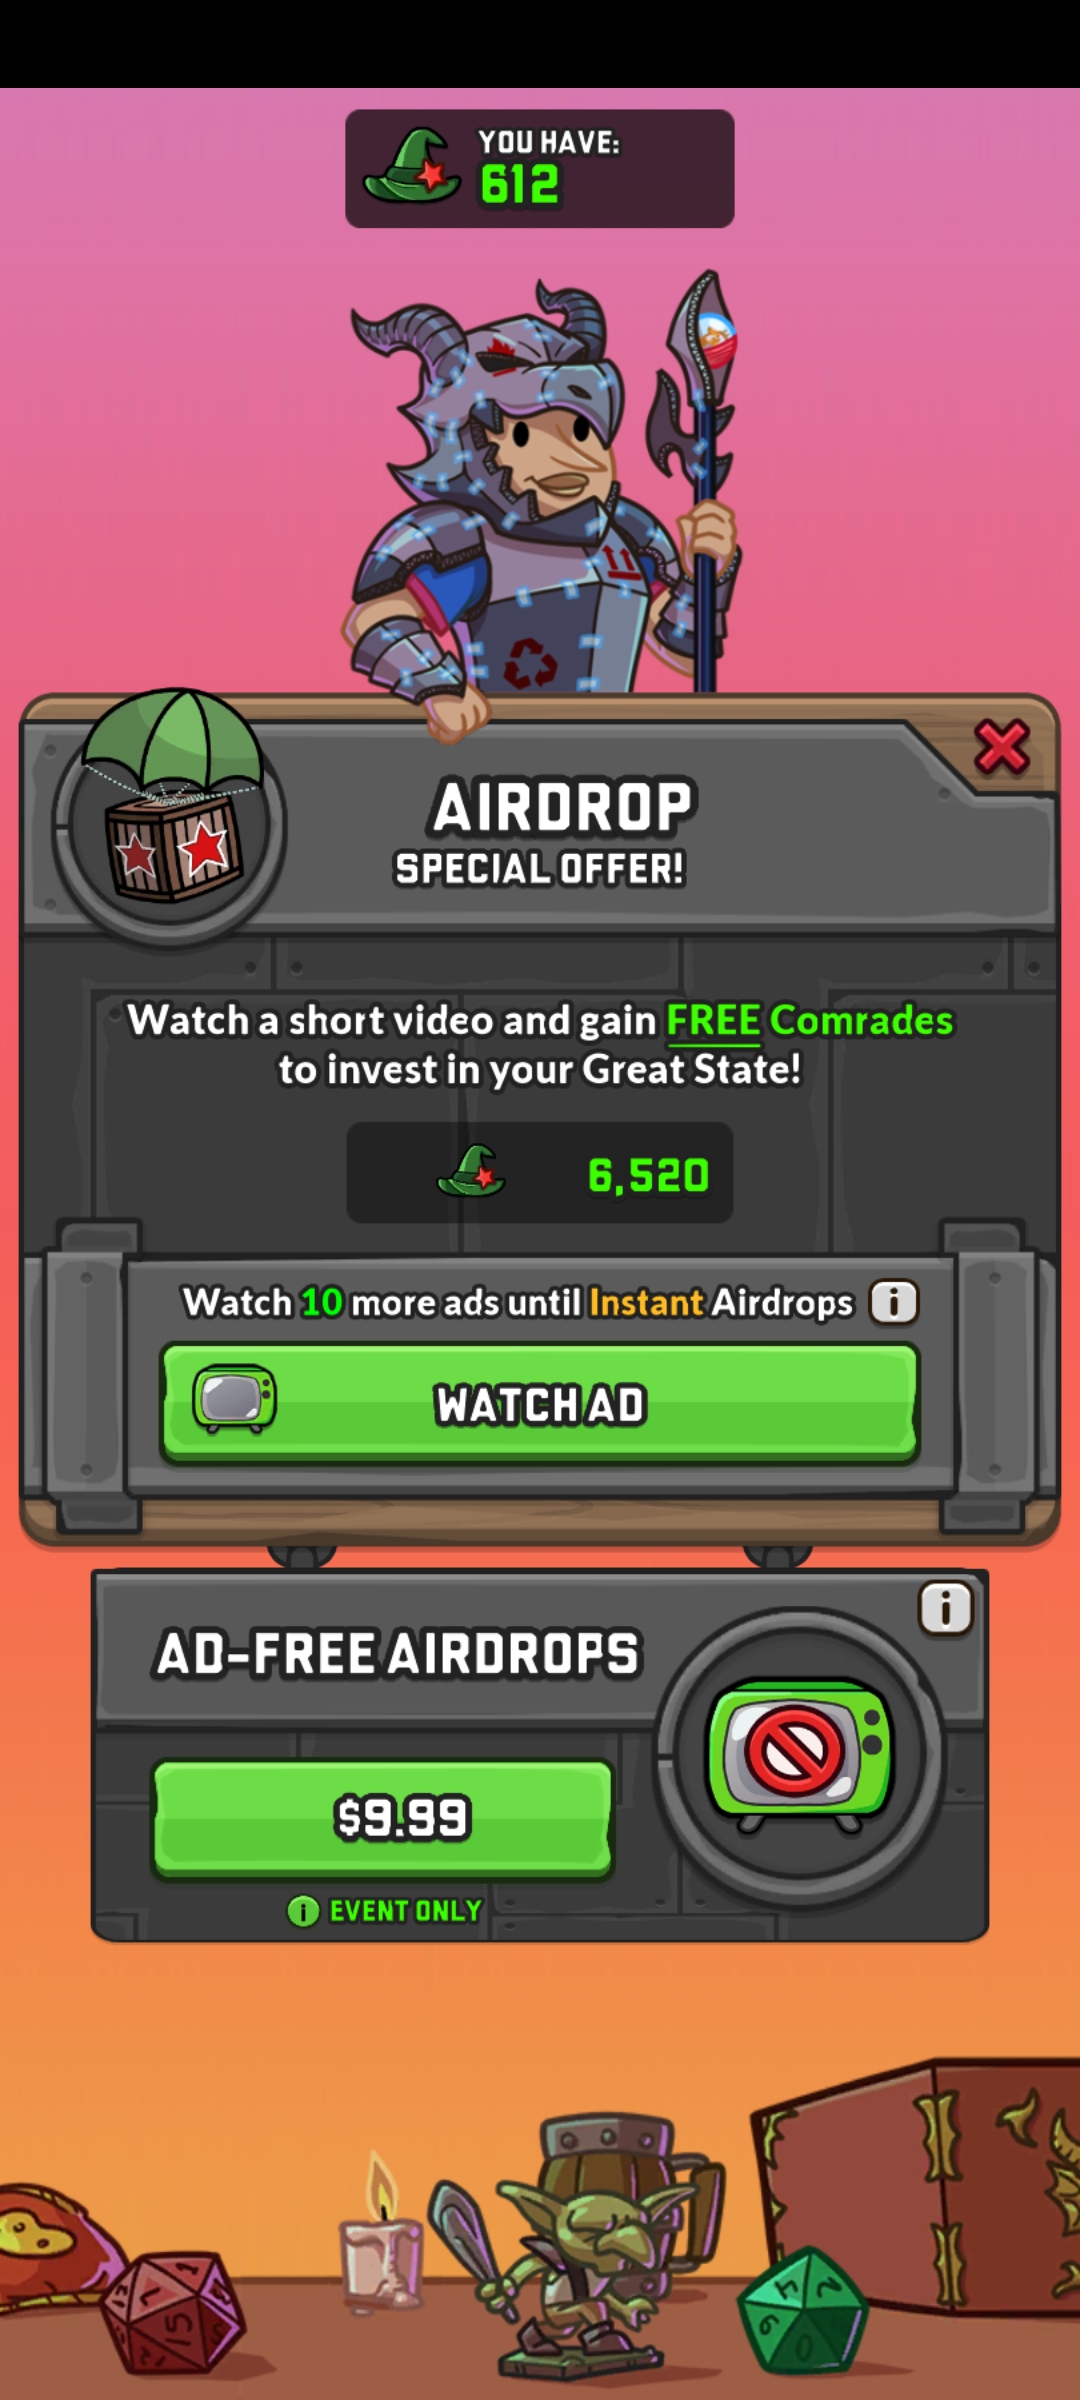 YOU HAVE:
612
AIRDROP
SPECIAL OFFER!
Watch a short video and gain FREE Comrades
to invest in your Great State!
6,520
Watch 10 more ads until Instant Airdrops i
WATCH AD
i
AD-FREE AIRDROPS
$9.99
i EVENT ONLY